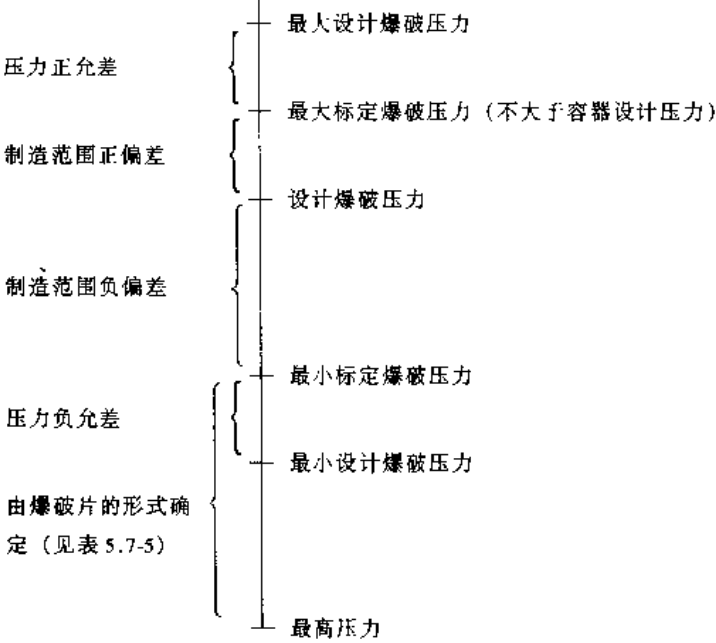 最大设计爆破压力
压力正允差
最大标定爆破压力（不大于容器设计压力）
制造范围正偏差
设计爆破压力
制造范围负偏差
最小标定爆破压力
压力负允差
最小设计爆破压力
由爆破片的形式确
定（见表 5.7-5）
最高压力